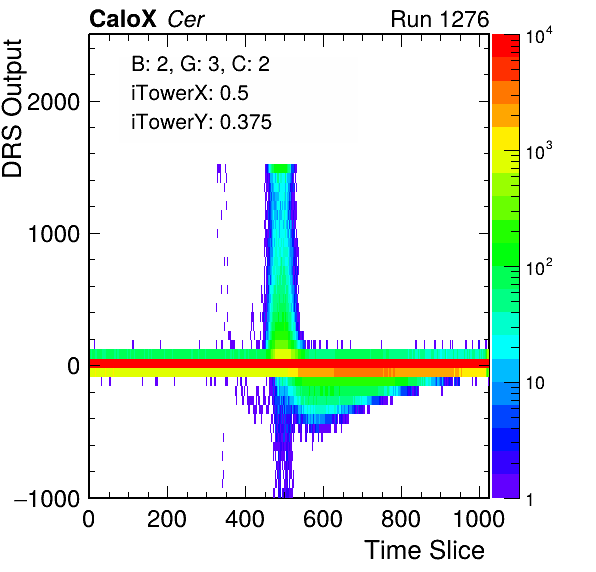 CaloX Cer Run 1276
B: 2, G: 3, C: 2
iTowerX: 0.5
iTowerY: 0.375
DRS Output
2000
1000
0
−1000
0 200 400 600 800 1000
Time Slice
10^4
10^3
10^2
10
1